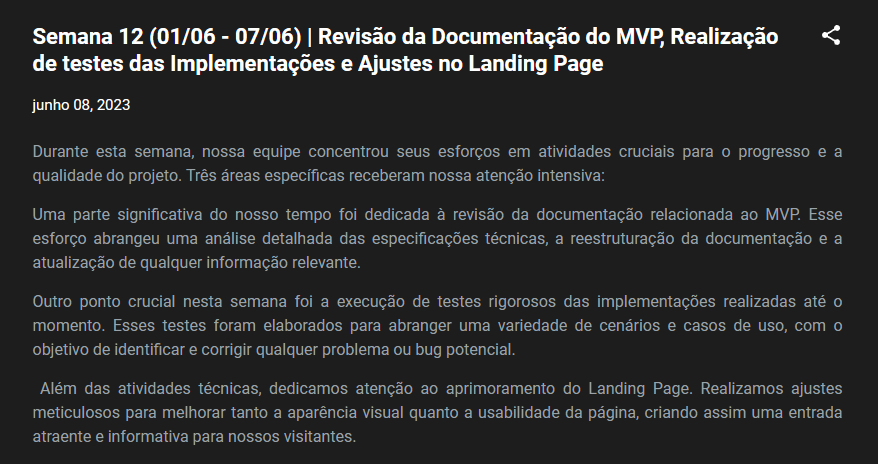 Semana 12 (01/06 - 07/06) | Revisão da Documentação do MVP, Realização
de testes das Implementações e Ajustes no Landing Page
junho 08, 2023
Durante esta semana, nossa equipe concentrou seus esforços em atividades cruciais para o progresso e a
qualidade do projeto. Três áreas específicas receberam nossa atenção intensiva:
Uma parte significativa do nosso tempo foi dedicada à revisão da documentação relacionada ao MVP. Esse
esforço abrangeu uma análise detalhada das especificações técnicas, a reestruturação da documentação e a
atualização de qualquer informação relevante.
Outro ponto crucial nesta semana foi a execução de testes rigorosos das implementações realizadas até o
momento. Esses testes foram elaborados para abranger uma variedade de cenários e casos de uso, com o
objetivo de identificar e corrigir qualquer problema ou bug potencial.
Além das atividades técnicas, dedicamos atenção ao aprimoramento do Landing Page. Realizamos ajustes
meticulosos para melhorar tanto a aparência visual quanto a usabilidade da página, criando assim uma entrada
atraente e informativa para nossos visitantes.